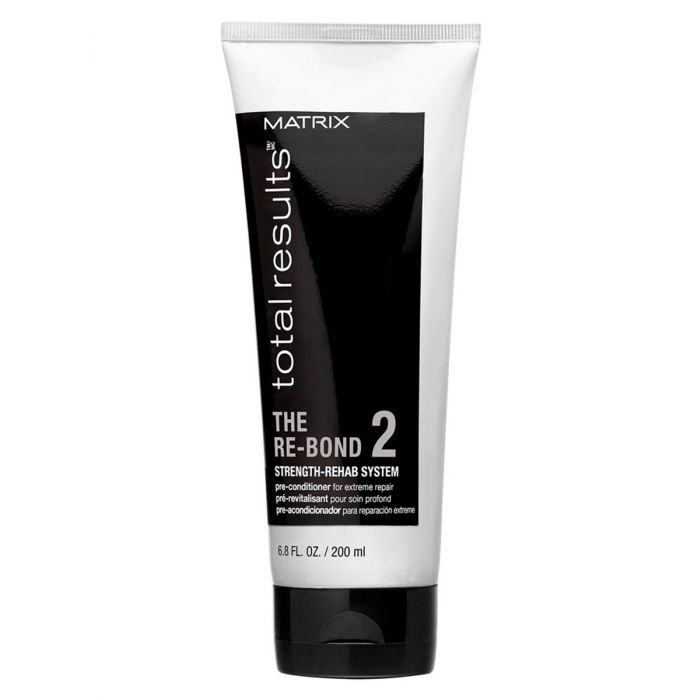 MATRIX
total results™/MC
THE
RE-BOND 2
STRENGTH-REHAB SYSTEM
pre-conditioner for extreme repair
pré-revitalisant pour soin profond
pre-acondicionador para reparación extreme
6.8 FL. OZ. / 200 ml